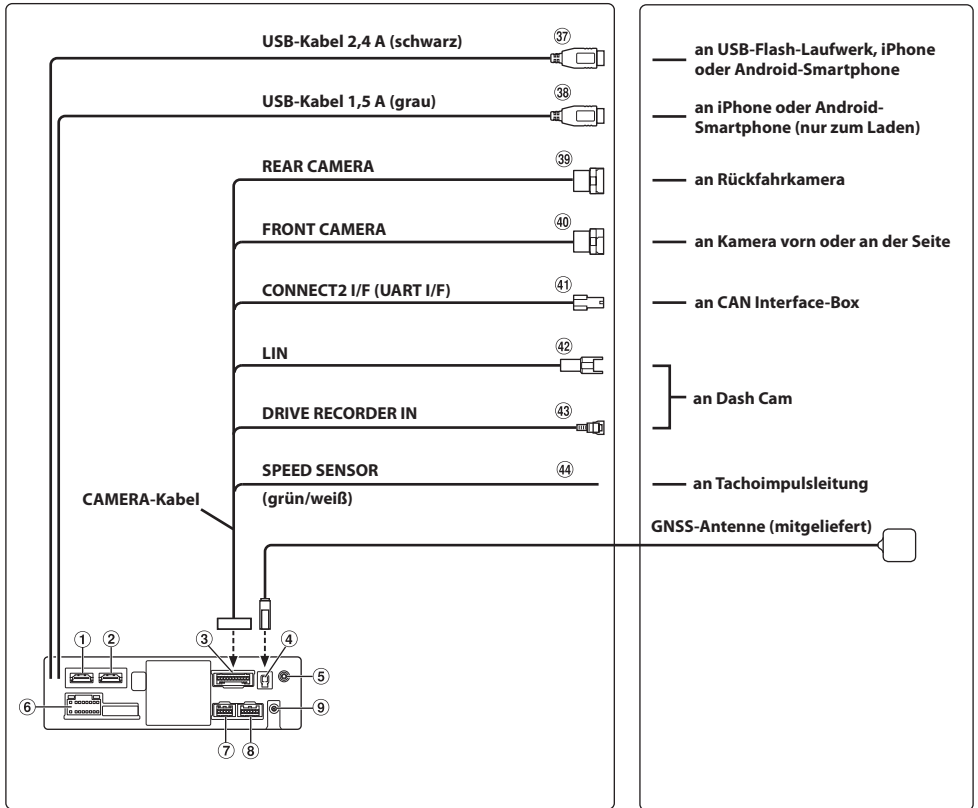 USB-Kabel 2,4 A (schwarz)
㊲
an USB-Flash-Laufwerk, iPhone
oder Android-Smartphone
USB-Kabel 1,5 A (grau)
㊳
an iPhone oder Android-
Smartphone (nur zum Laden)
REAR CAMERA
㊴
an Rückfahrkamera
FRONT CAMERA
㊵
an Kamera vorn oder an der Seite
CONNECT2 I/F (UART I/F)
㊶
an CAN Interface-Box
LIN
㊷
an Dash Cam
DRIVE RECORDER IN
㊸
SPEED SENSOR
(grün/weiß)
㊹
an Tachoimpulsleitung
CAMERA-Kabel
GNSS-Antenne (mitgeliefert)
①
②
③
④
⑤
⑥
⑦
⑧
⑨